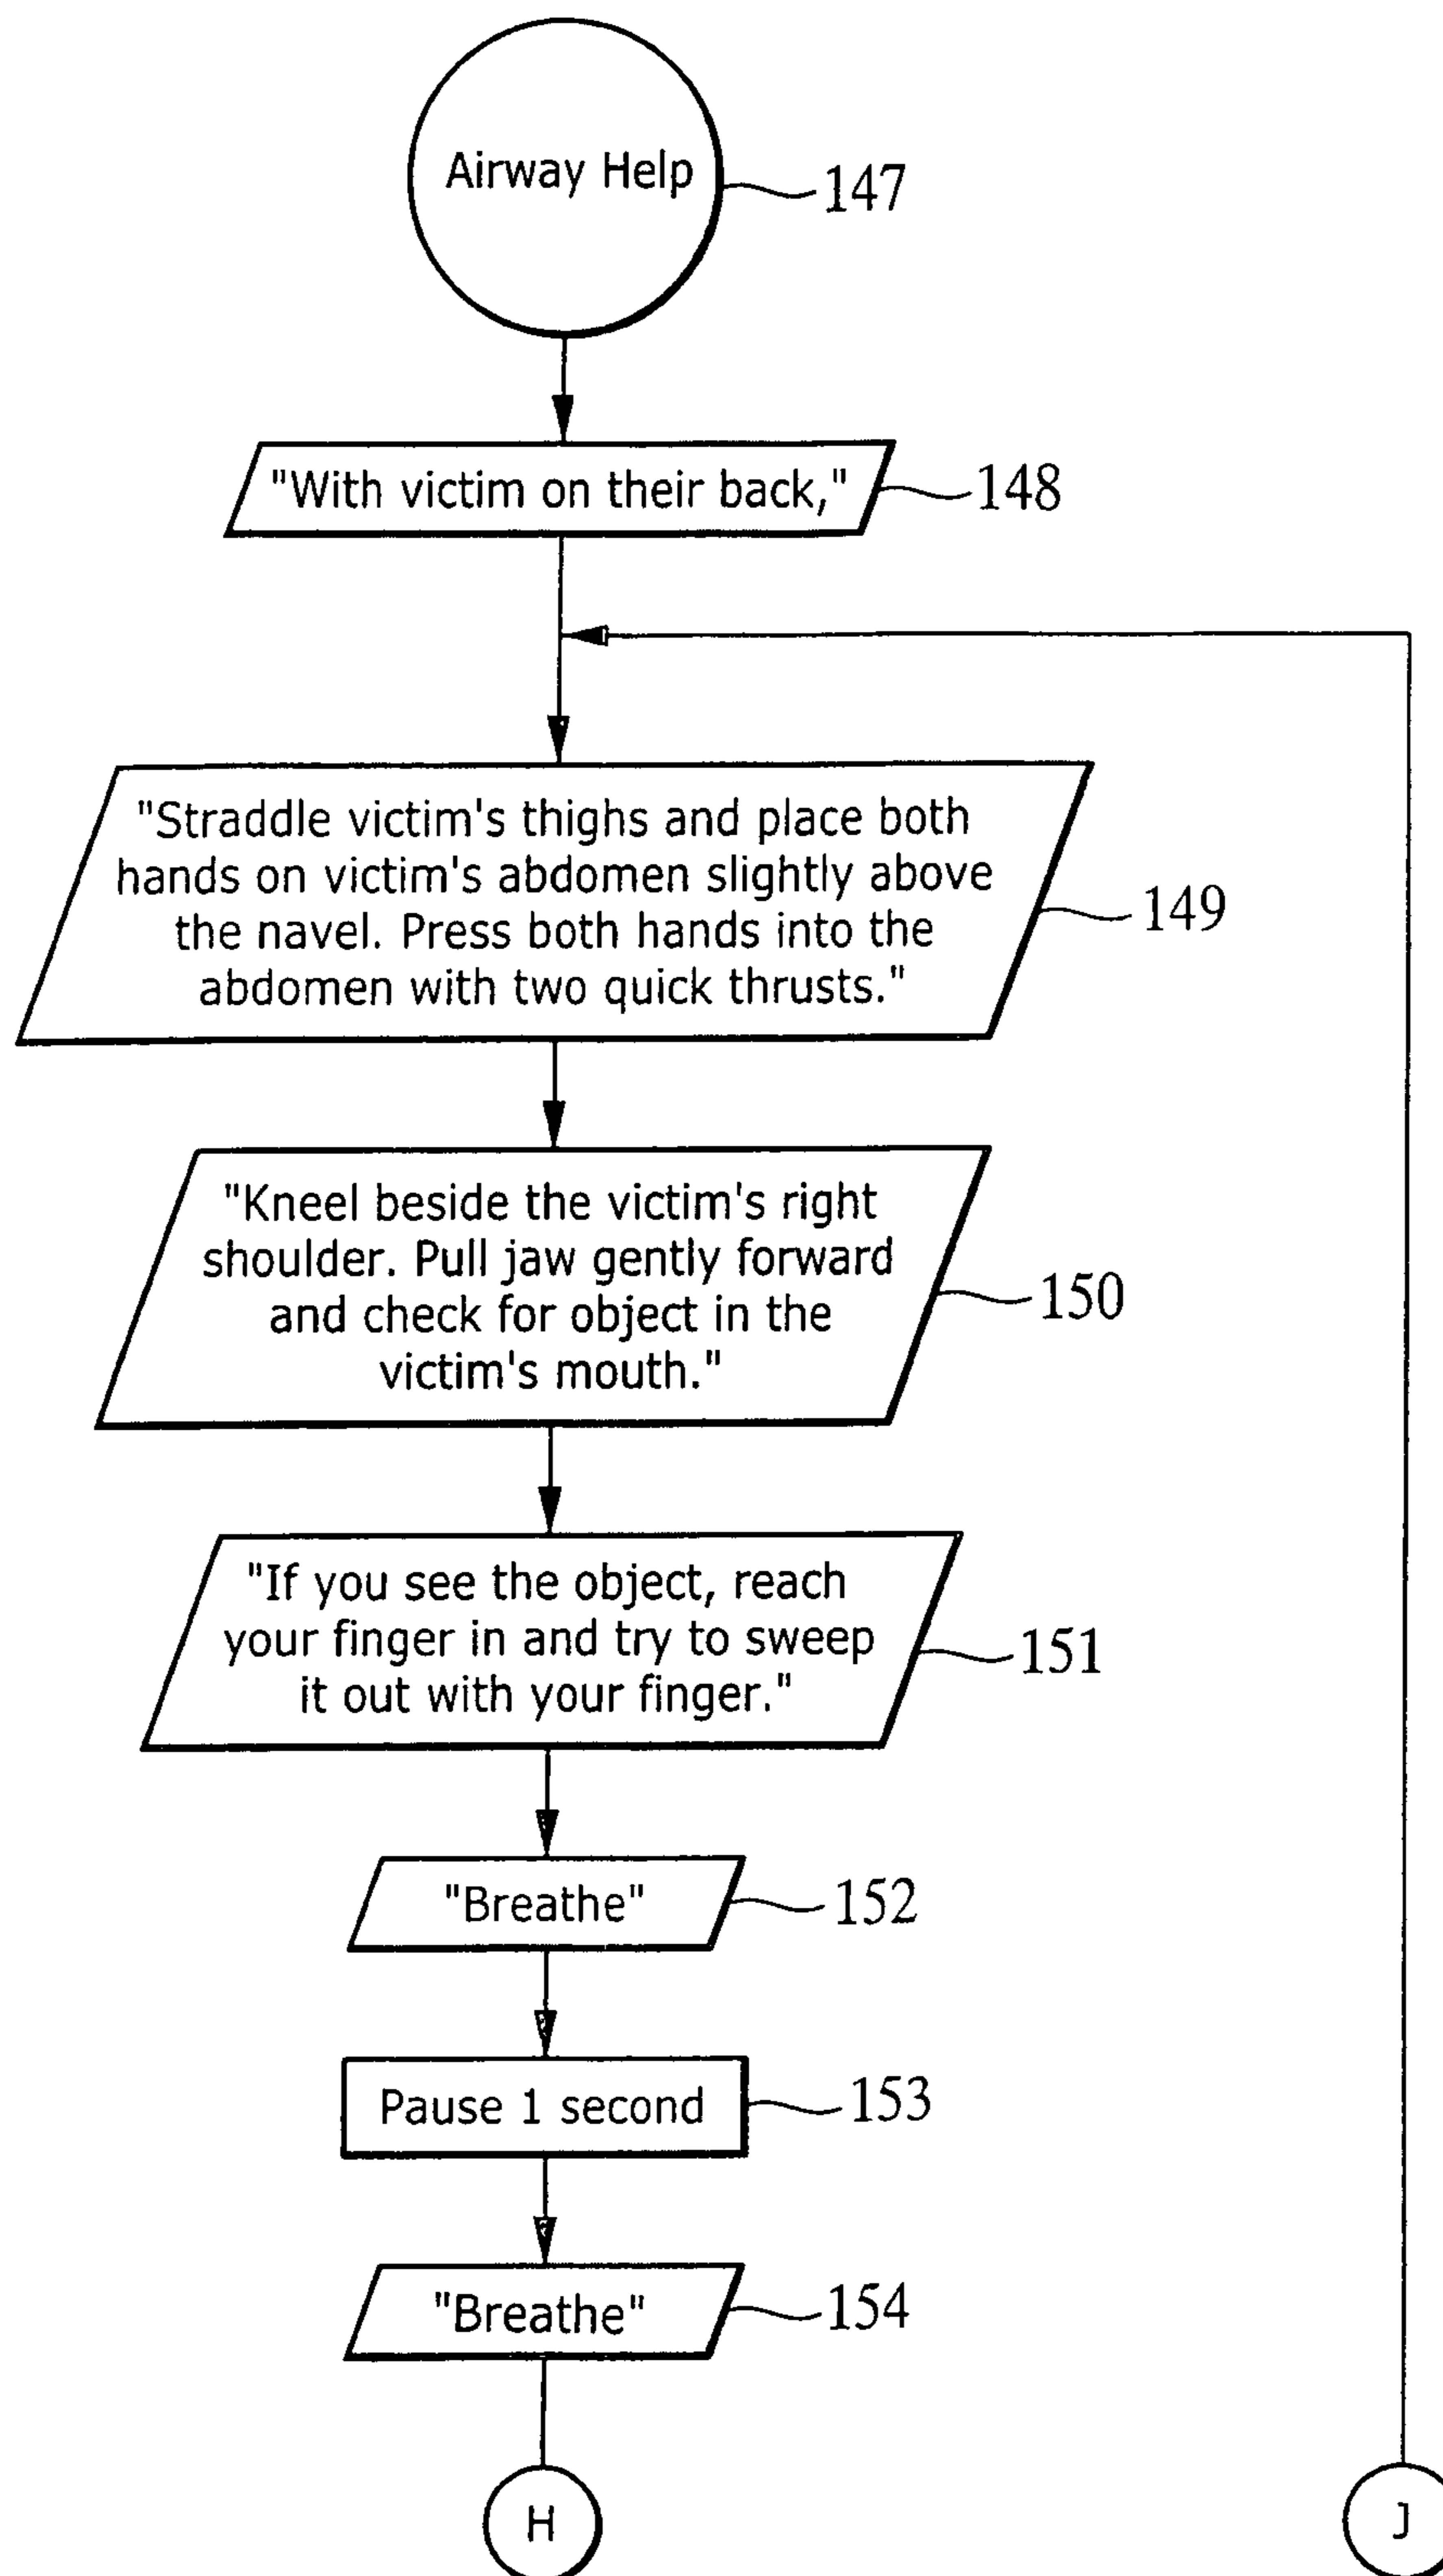 Airway Help
147
"With victim on their back,"
148
"Straddle victim's thighs and place both
hands on victim's abdomen slightly above
the navel. Press both hands into the
abdomen with two quick thrusts."
149
"Kneel beside the victim's right
shoulder. Pull jaw gently forward
and check for object in the
victim's mouth."
150
"If you see the object, reach
your finger in and try to sweep
it out with your finger."
151
"Breathe"
152
Pause 1 second
153
"Breathe"
154
H
J